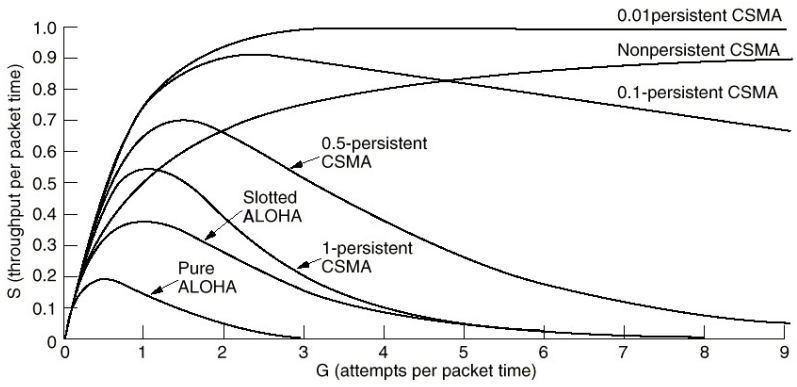 0.01persistent CSMA
1.0
Nonpersistent CSMA
0.9
0.8
0.1-persistent CSMA
0.7
0.6
0.5-persistent
CSMA
0.5
Slotted
ALOHA
0.4
0.3
1-persistent
CSMA
Pure
ALOHA
0.2
0.1
0
S (throughput per packet time)
0 1 2 3 4 5 6 7 8 9
G (attempts per packet time)